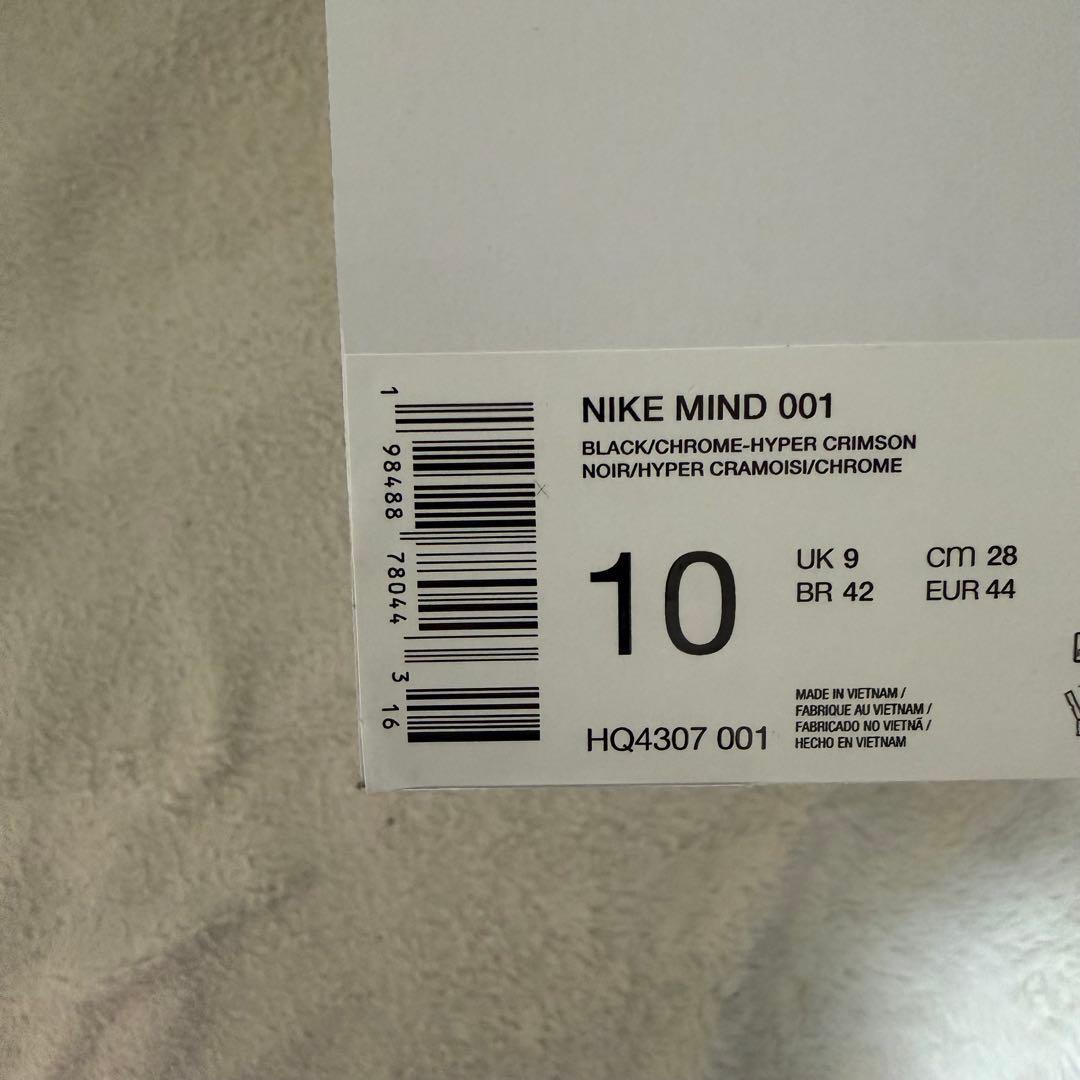 1 98488 78044 3 16
NIKE MIND 001
BLACK/CHROME-HYPER CRIMSON
NOIR/HYPER CRAMOISI/CHROME
10
UK 9
BR 42
cm 28
EUR 44
HQ4307 001
MADE IN VIETNAM /
FABRIQUE AU VIETNAM /
FABRICADO NO VIETNÃ /
HECHO EN VIETNAM